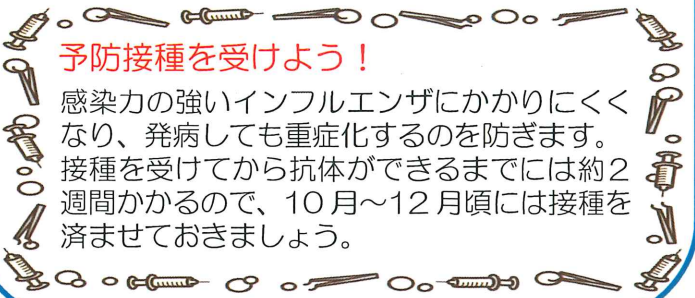 予防接種を受けよう！
感染力の強いインフルエンザにかかりにくく
なり、発病しても重症化するのを防ぎます。
接種を受けてから抗体ができるまでには約２
週間かかるので、10月～12月頃には接種を
済ませておきましょう。